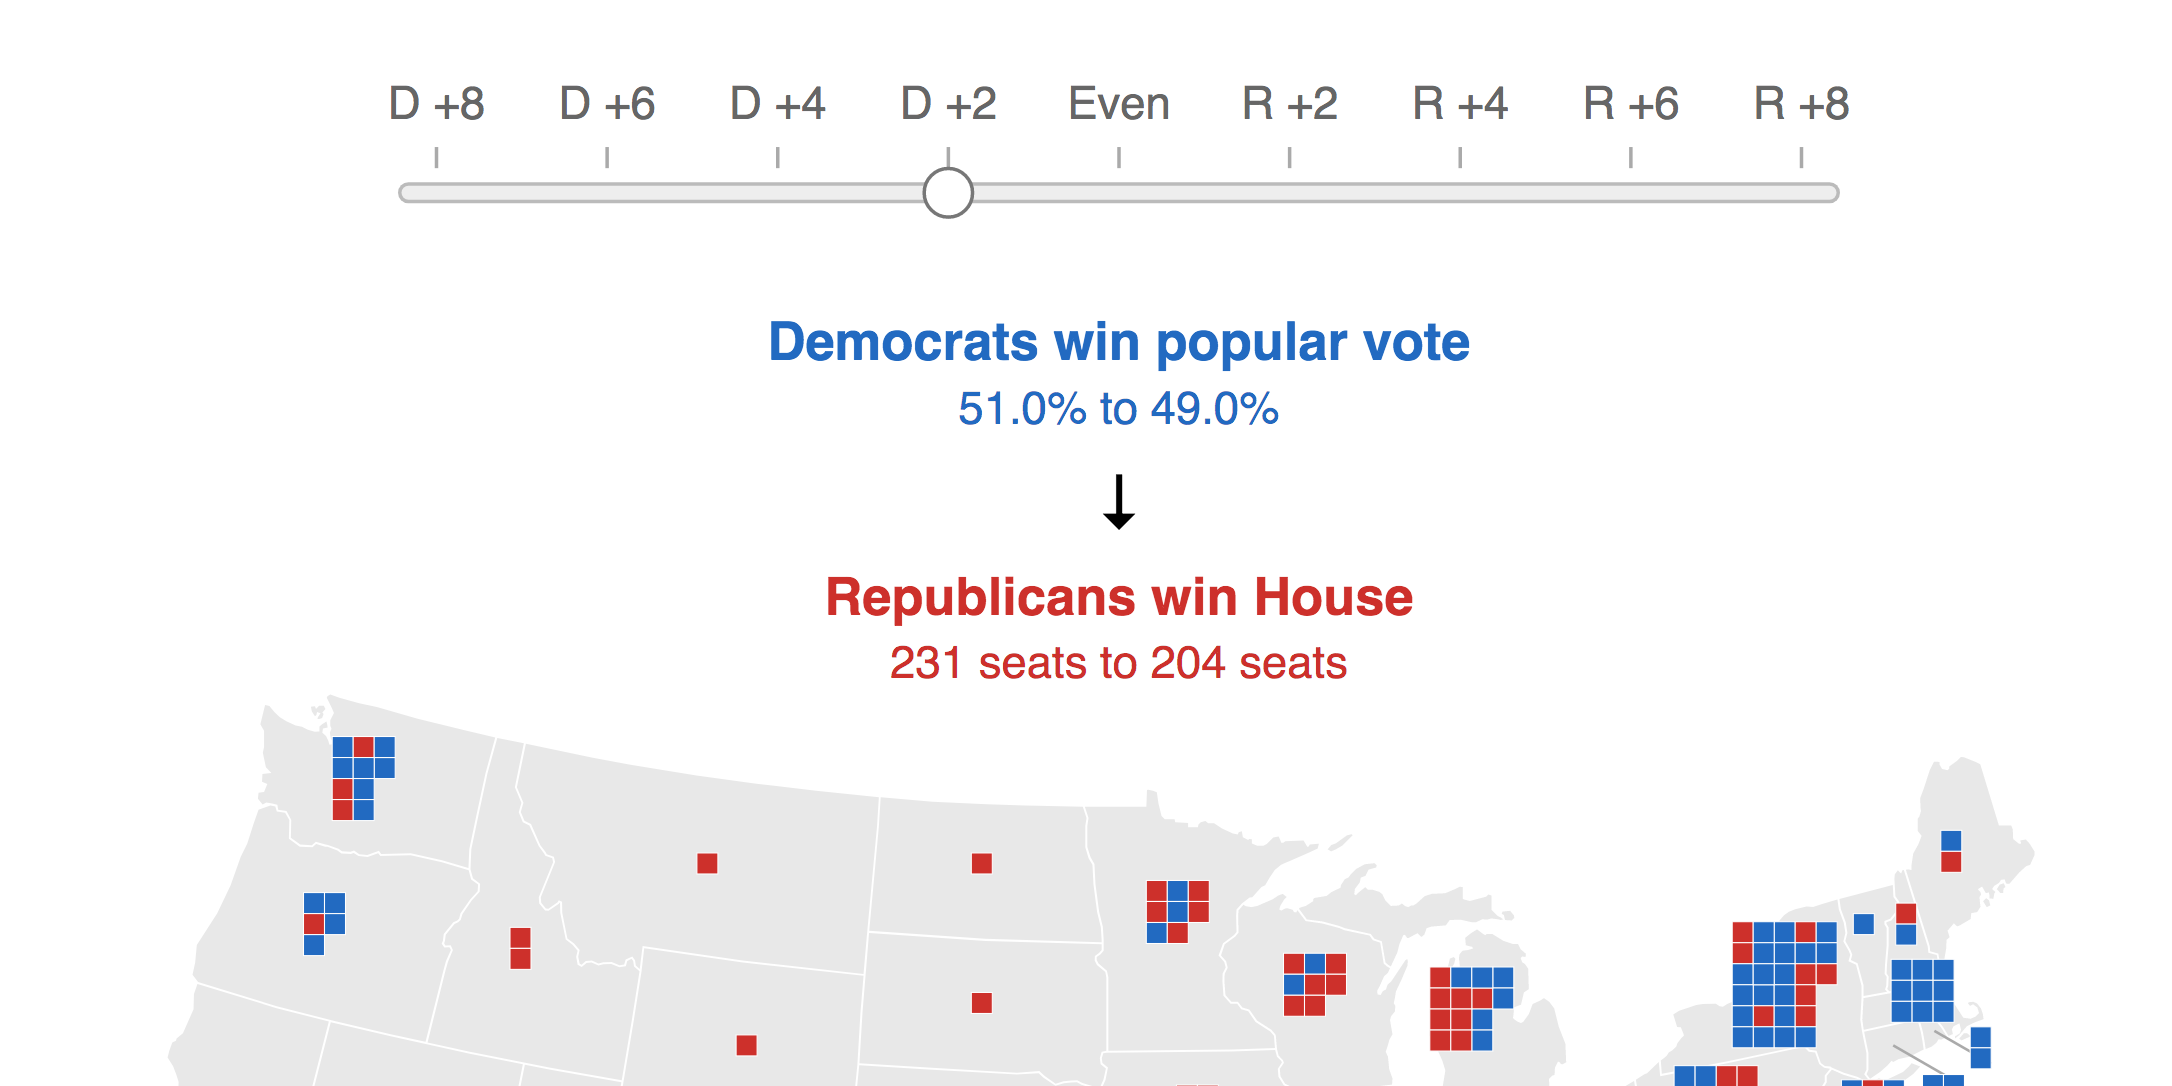 D +8 D +6 D +4 D +2 Even R +2 R +4 R +6 R +8
Democrats win popular vote
51.0% to 49.0%
Republicans win House
231 seats to 204 seats